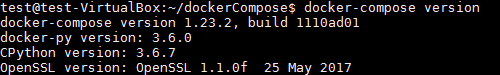 test@test-VirtualBox:~/dockerCompose$ docker-compose version
docker-compose version 1.23.2, build 1110ad01
docker-py version: 3.6.0
CPython version: 3.6.7
OpenSSL version: OpenSSL 1.1.0f  25 May 2017